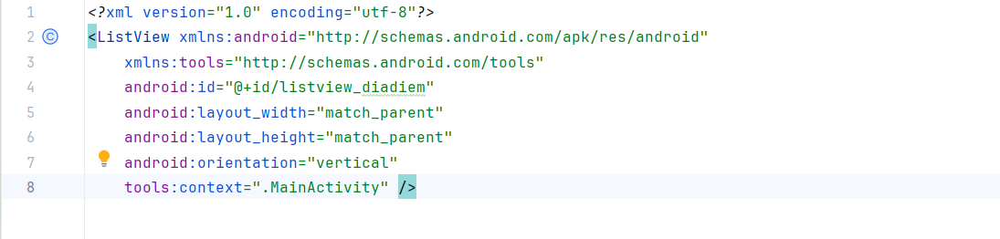 1 <?xml version="1.0" encoding="utf-8"?>
2 <ListView xmlns:android="http://schemas.android.com/apk/res/android"
3 xmlns:tools="http://schemas.android.com/tools"
4 android:id="@+id/listview_diadiem"
5 android:layout_width="match_parent"
6 android:layout_height="match_parent"
7 android:orientation="vertical"
8 tools:context=".MainActivity" />